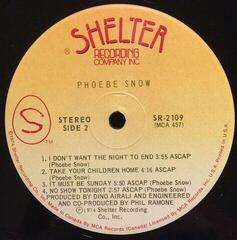 SHELTER
RECORDING
COMPANY INC
PHOEBE SNOW
STEREO
SIDE 2
SR-2109
(MCA 457)
S
1. I DON'T WANT THE NIGHT TO END 3:55 ASCAP
(Phoebe Snow)
2. TAKE YOUR CHILDREN HOME 4:16 ASCAP
(Phoebe Snow)
3. IT MUST BE SUNDAY 5:50 ASCAP (Phoebe Snow)
4. NO SHOW TONIGHT 2:57 ASCAP (Phoebe Snow)
PRODUCED BY DINO AIRALI AND ENGINEERED
AND CO-PRODUCED BY PHIL RAMONE
℗ 1974 Shelter Recording
Co., Inc.